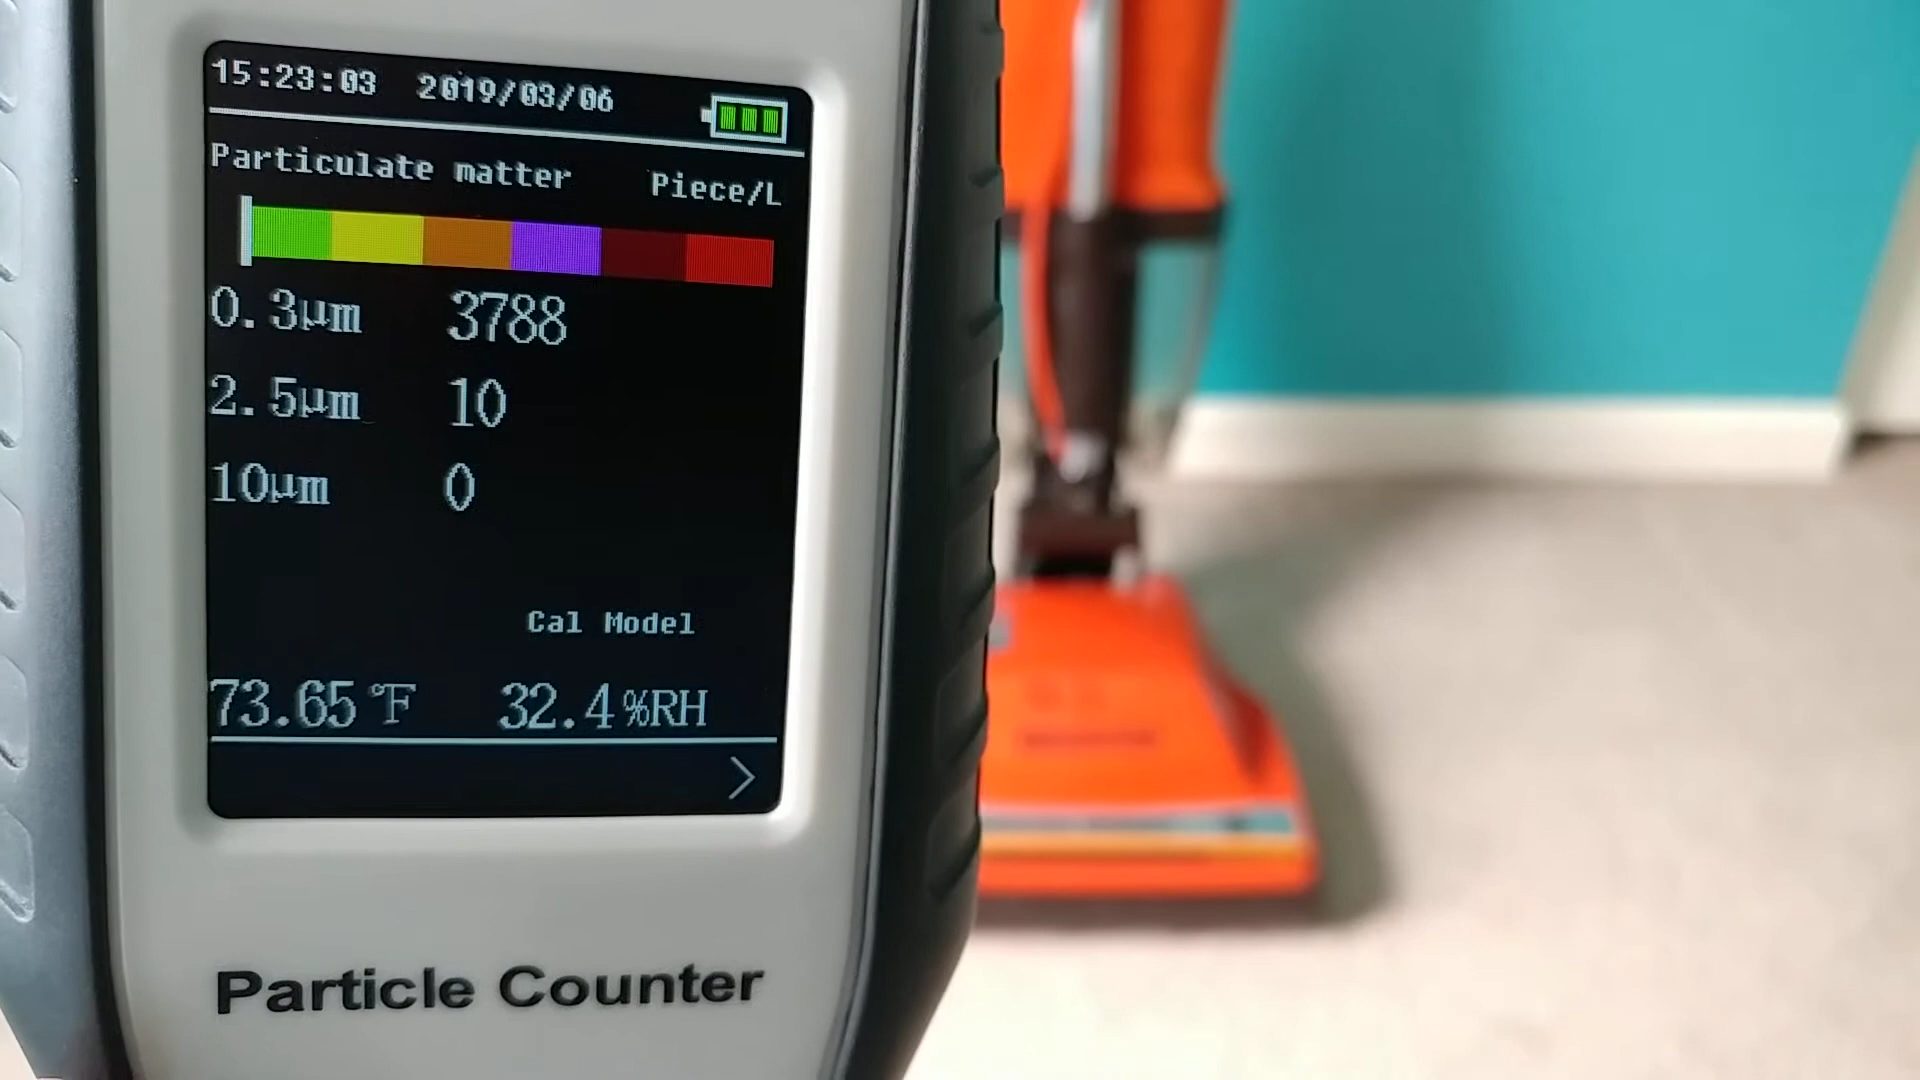 15:23:03 2019/03/06
Particulate matter Piece/L
0.3μm 3788
2.5μm 10
10μm 0
Cal Model
73.65℉ 32.4%RH
>
Particle Counter